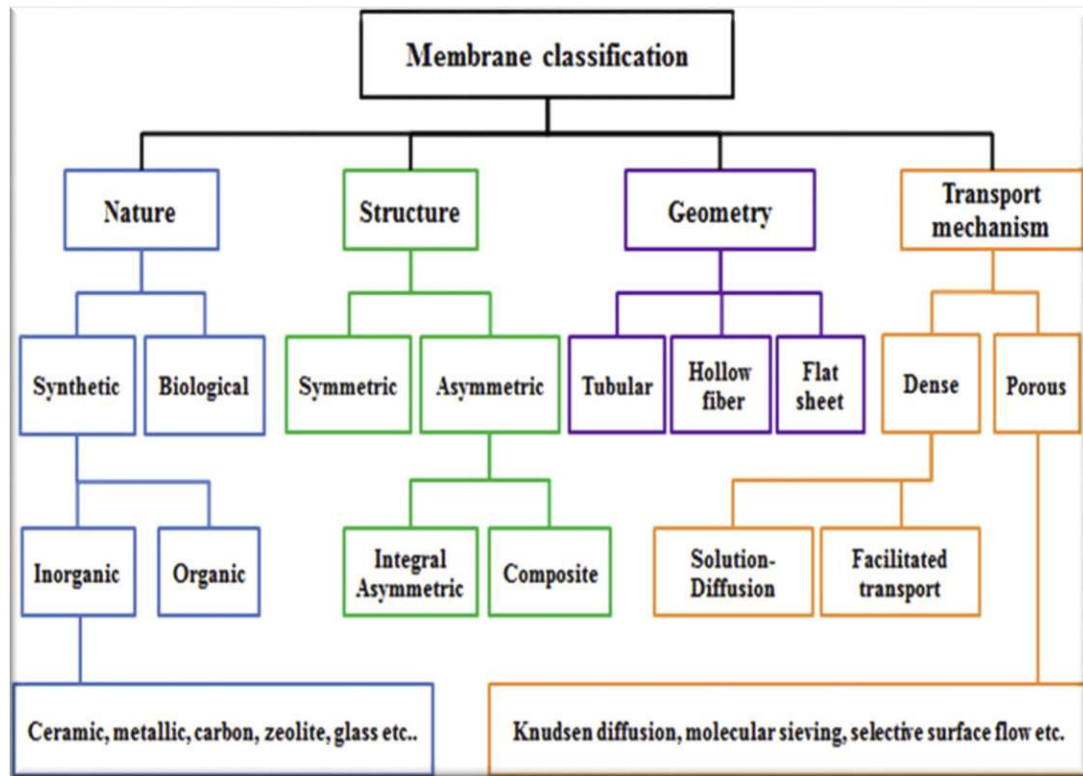 Membrane classification
Nature
Structure
Geometry
Transport
mechanism
Synthetic
Biological
Symmetric
Asymmetric
Tubular
Hollow
fiber
Flat
sheet
Dense
Porous
Inorganic
Organic
Integral
Asymmetric
Composite
Solution-
Diffusion
Facilitated
transport
Ceramic, metallic, carbon, zeolite, glass etc..
Knudsen diffusion, molecular sieving, selective surface flow etc.